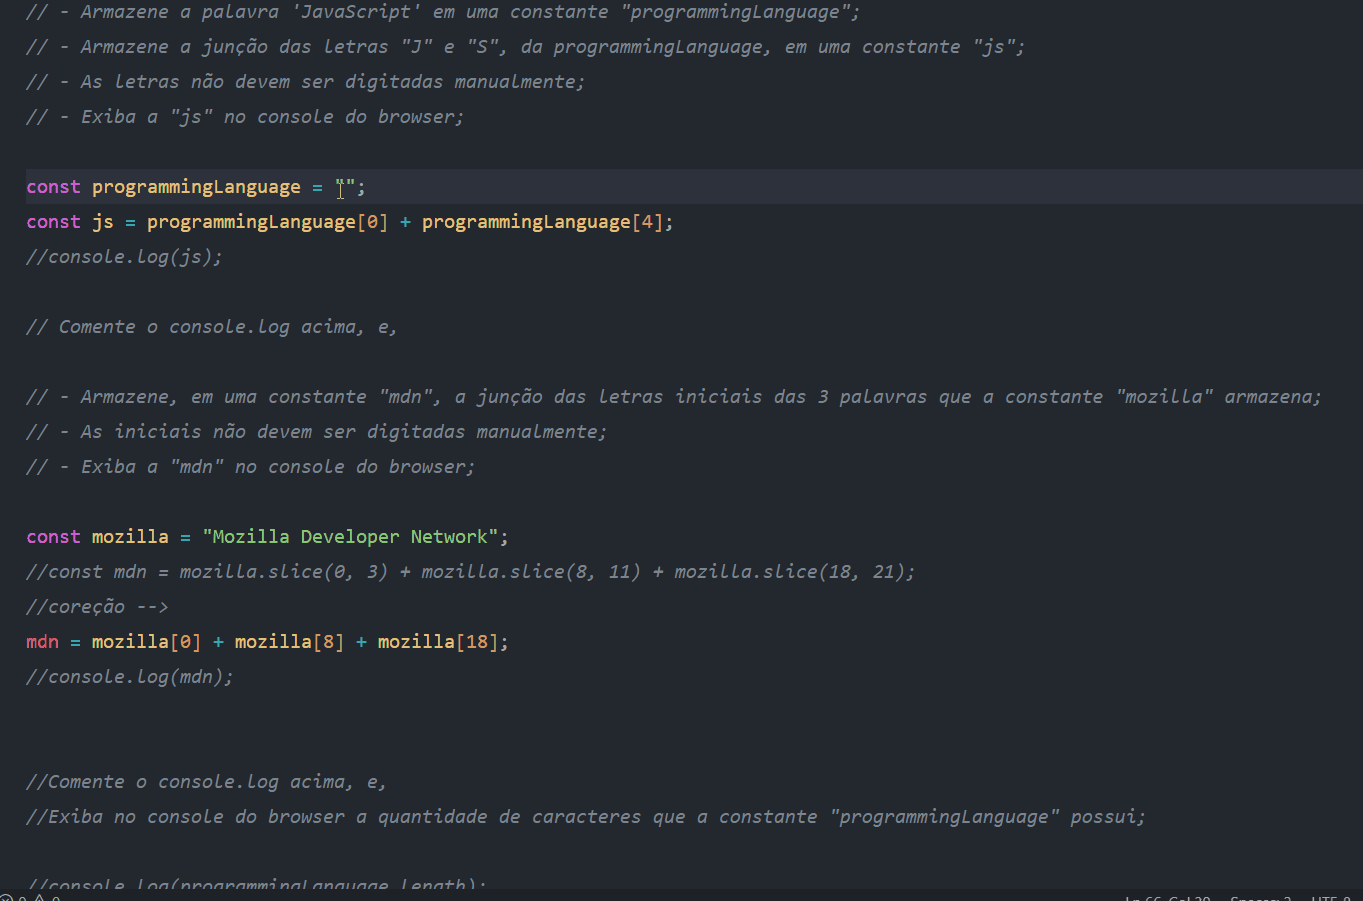 // - Armazene a palavra 'JavaScript' em uma constante "programmingLanguage";
// - Armazene a junção das letras "J" e "S", da programmingLanguage, em uma constante "js";
// - As letras não devem ser digitadas manualmente;
// - Exiba a "js" no console do browser;
const programmingLanguage = "";
const js = programmingLanguage[0] + programmingLanguage[4];
//console.log(js);
// Comente o console.log acima, e,
// - Armazene, em uma constante "mdn", a junção das letras iniciais das 3 palavras que a constante "mozilla" armazena;
// - As iniciais não devem ser digitadas manualmente;
// - Exiba a "mdn" no console do browser;
const mozilla = "Mozilla Developer Network";
//const mdn = mozilla.slice(0, 3) + mozilla.slice(8, 11) + mozilla.slice(18, 21);
//coreção -->
mdn = mozilla[0] + mozilla[8] + mozilla[18];
//console.log(mdn);
//Comente o console.log acima, e,
//Exiba no console do browser a quantidade de caracteres que a constante "programmingLanguage" possui;
//console.log(programmingLanguage.length);